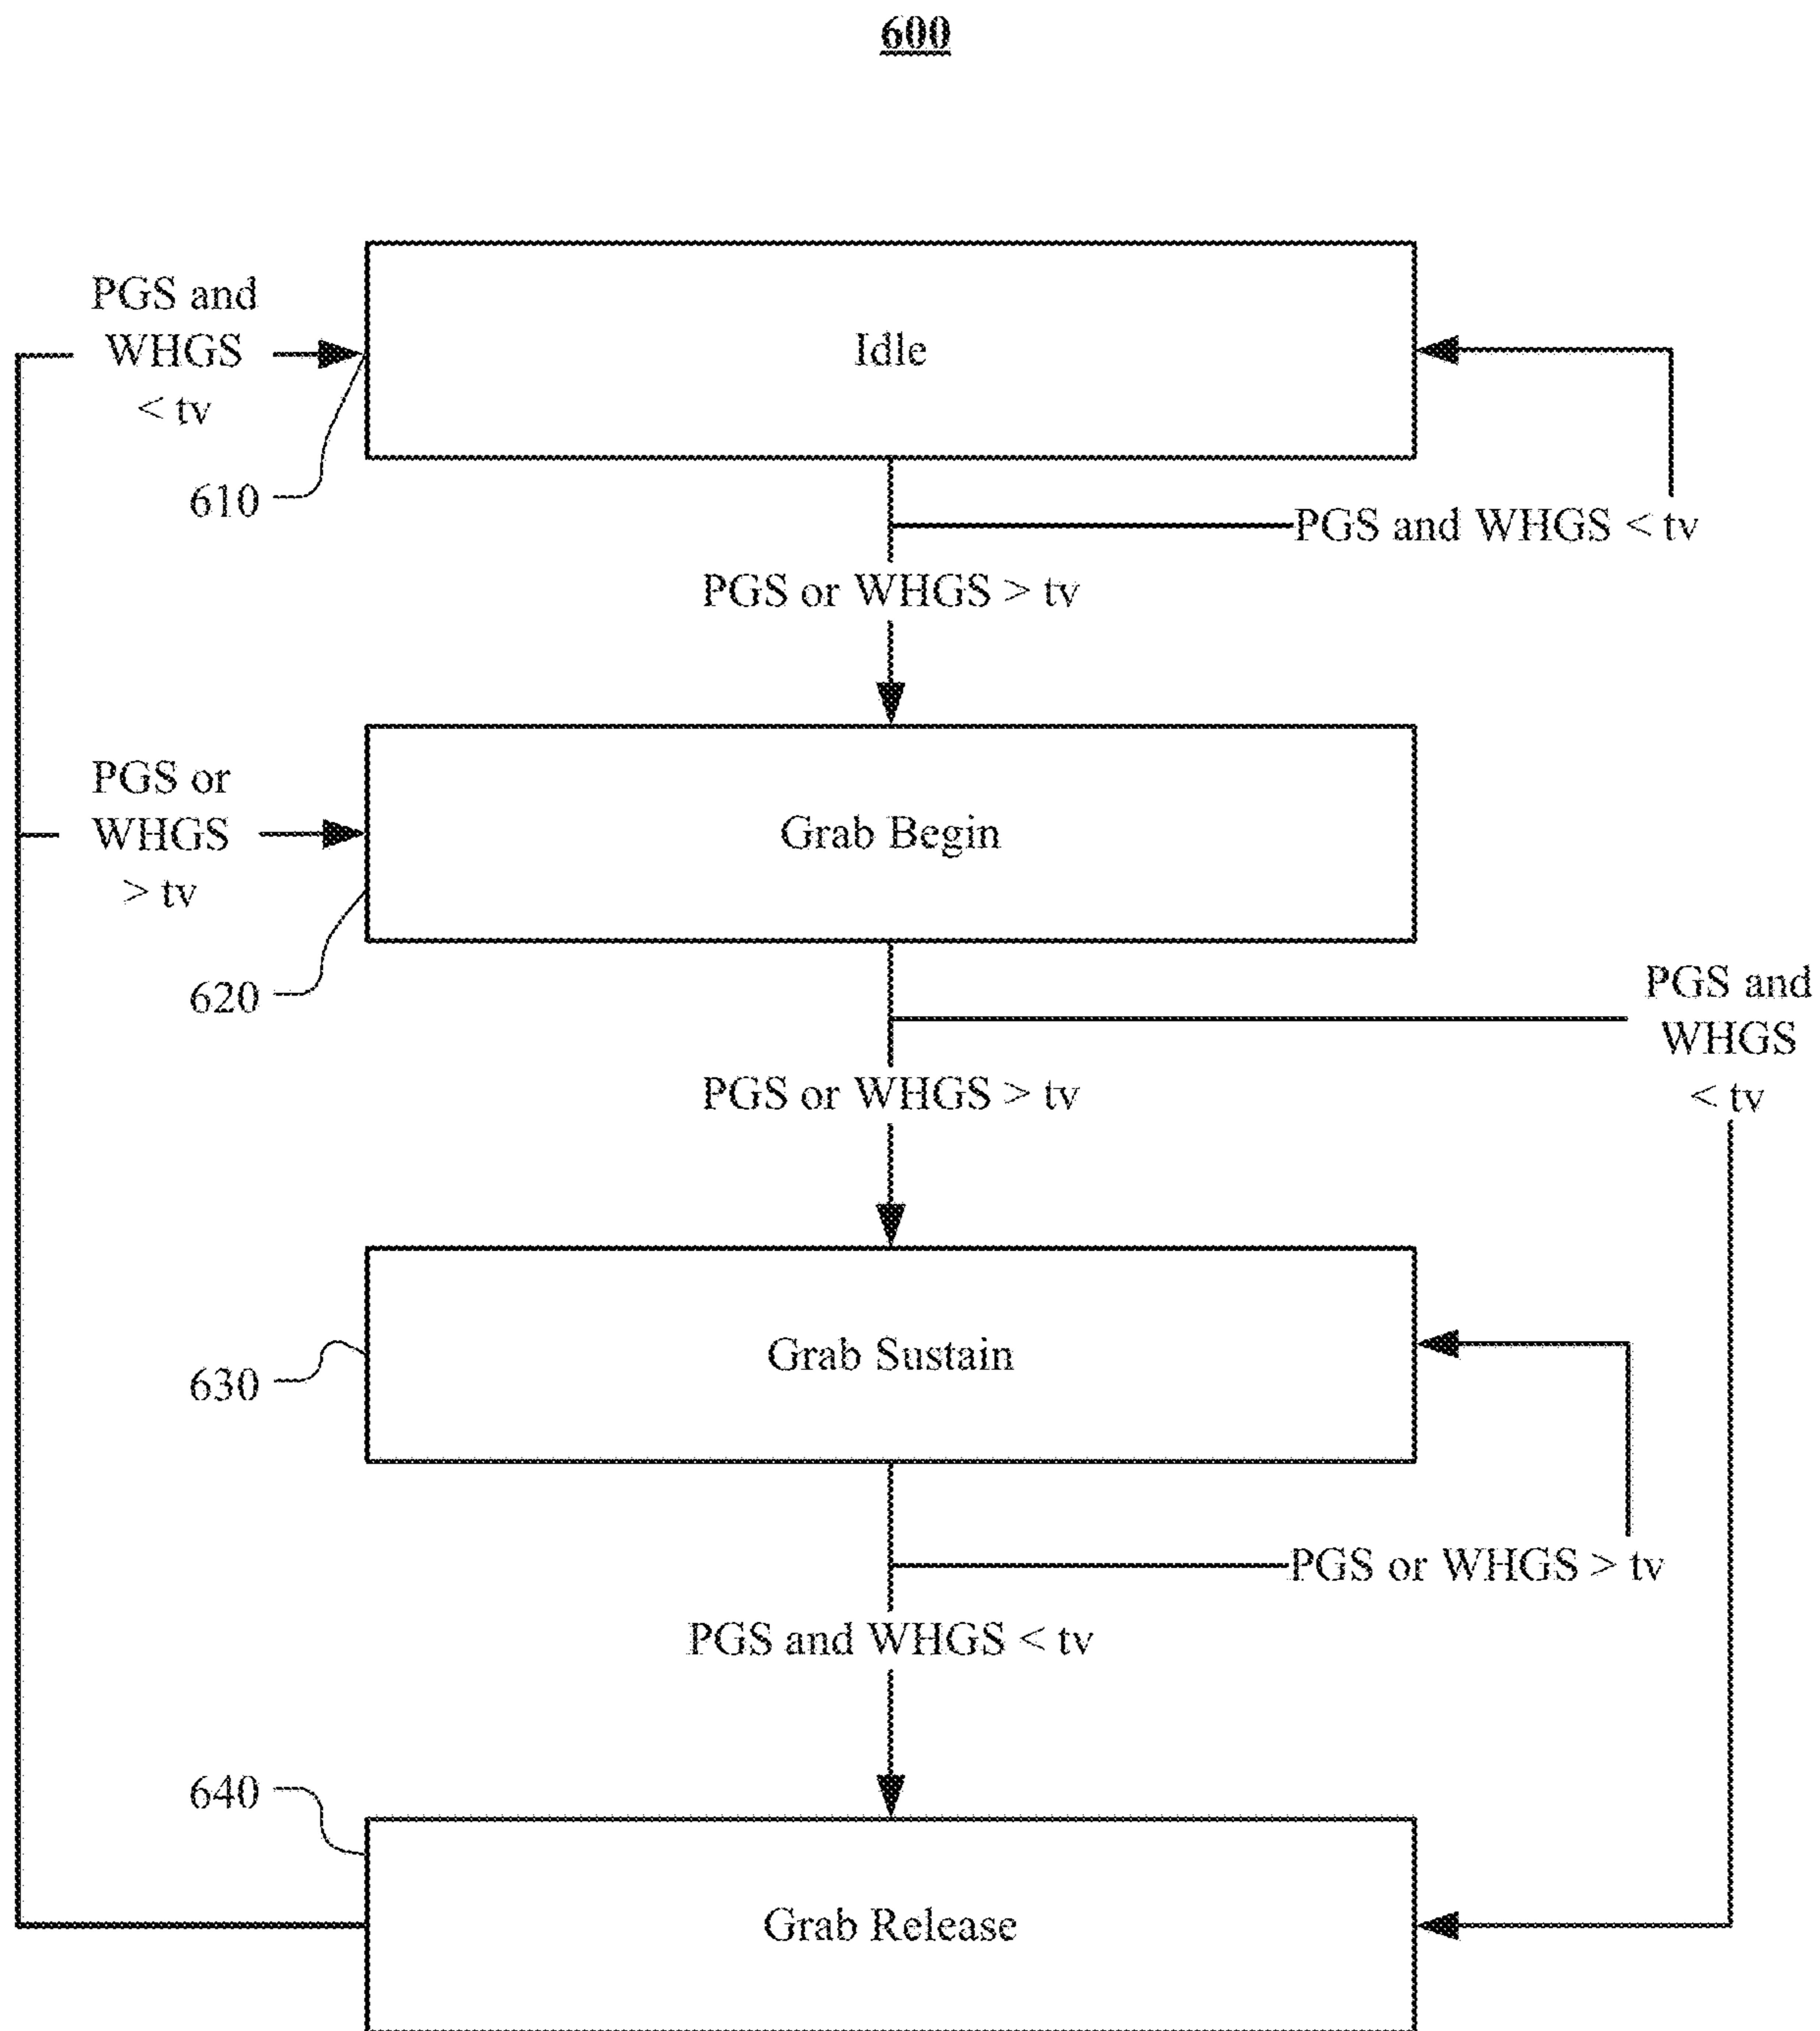 600
PGS and
WHGS
< tv
Idle
610
PGS and WHGS < tv
PGS or WHGS > tv
PGS or
WHGS
> tv
Grab Begin
620
PGS and
WHGS
< tv
PGS or WHGS > tv
Grab Sustain
630
PGS or WHGS > tv
PGS and WHGS < tv
640
Grab Release